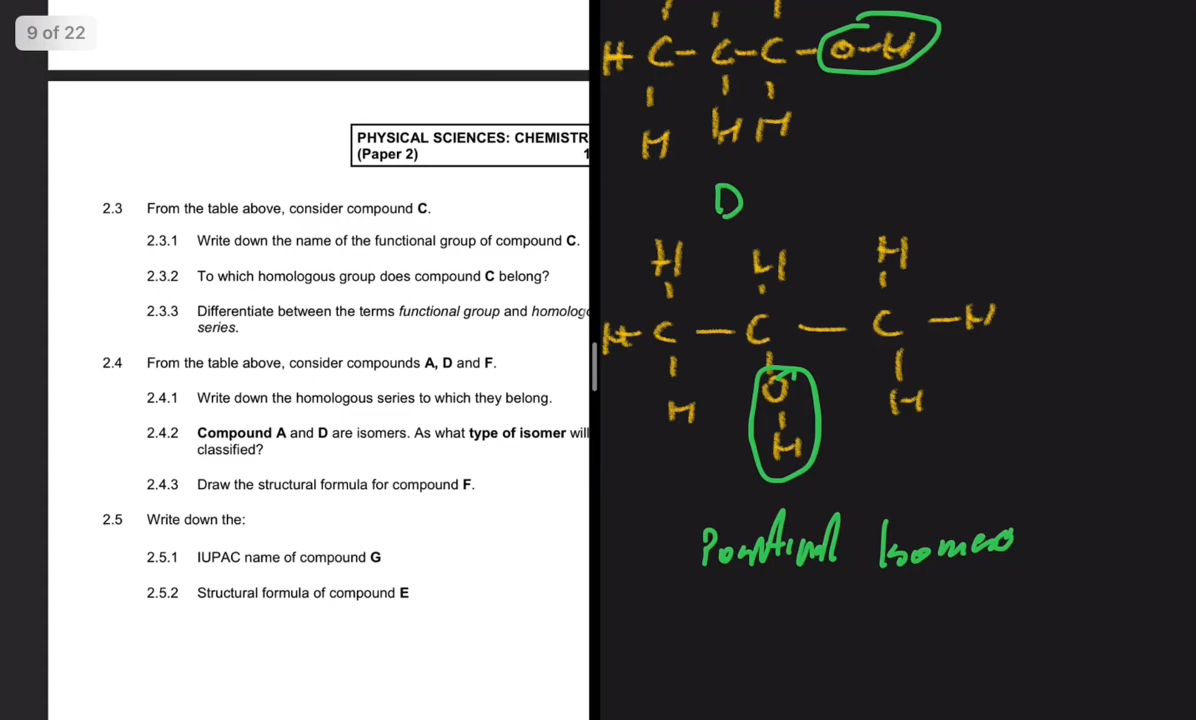 9 of 22
PHYSICAL SCIENCES: CHEMISTR
(Paper 2) 1
2.3 From the table above, consider compound C.
2.3.1 Write down the name of the functional group of compound C.
2.3.2 To which homologous group does compound C belong?
2.3.3 Differentiate between the terms functional group and homolog
series.
2.4 From the table above, consider compounds A, D and F.
2.4.1 Write down the homologous series to which they belong.
2.4.2 Compound A and D are isomers. As what type of isomer will
classified?
2.4.3 Draw the structural formula for compound F.
2.5 Write down the:
2.5.1 IUPAC name of compound G
2.5.2 Structural formula of compound E
H C - C - C - O - H
H H H
D
H H H
H C - C - C - H
H O H
H
Positional Isomers